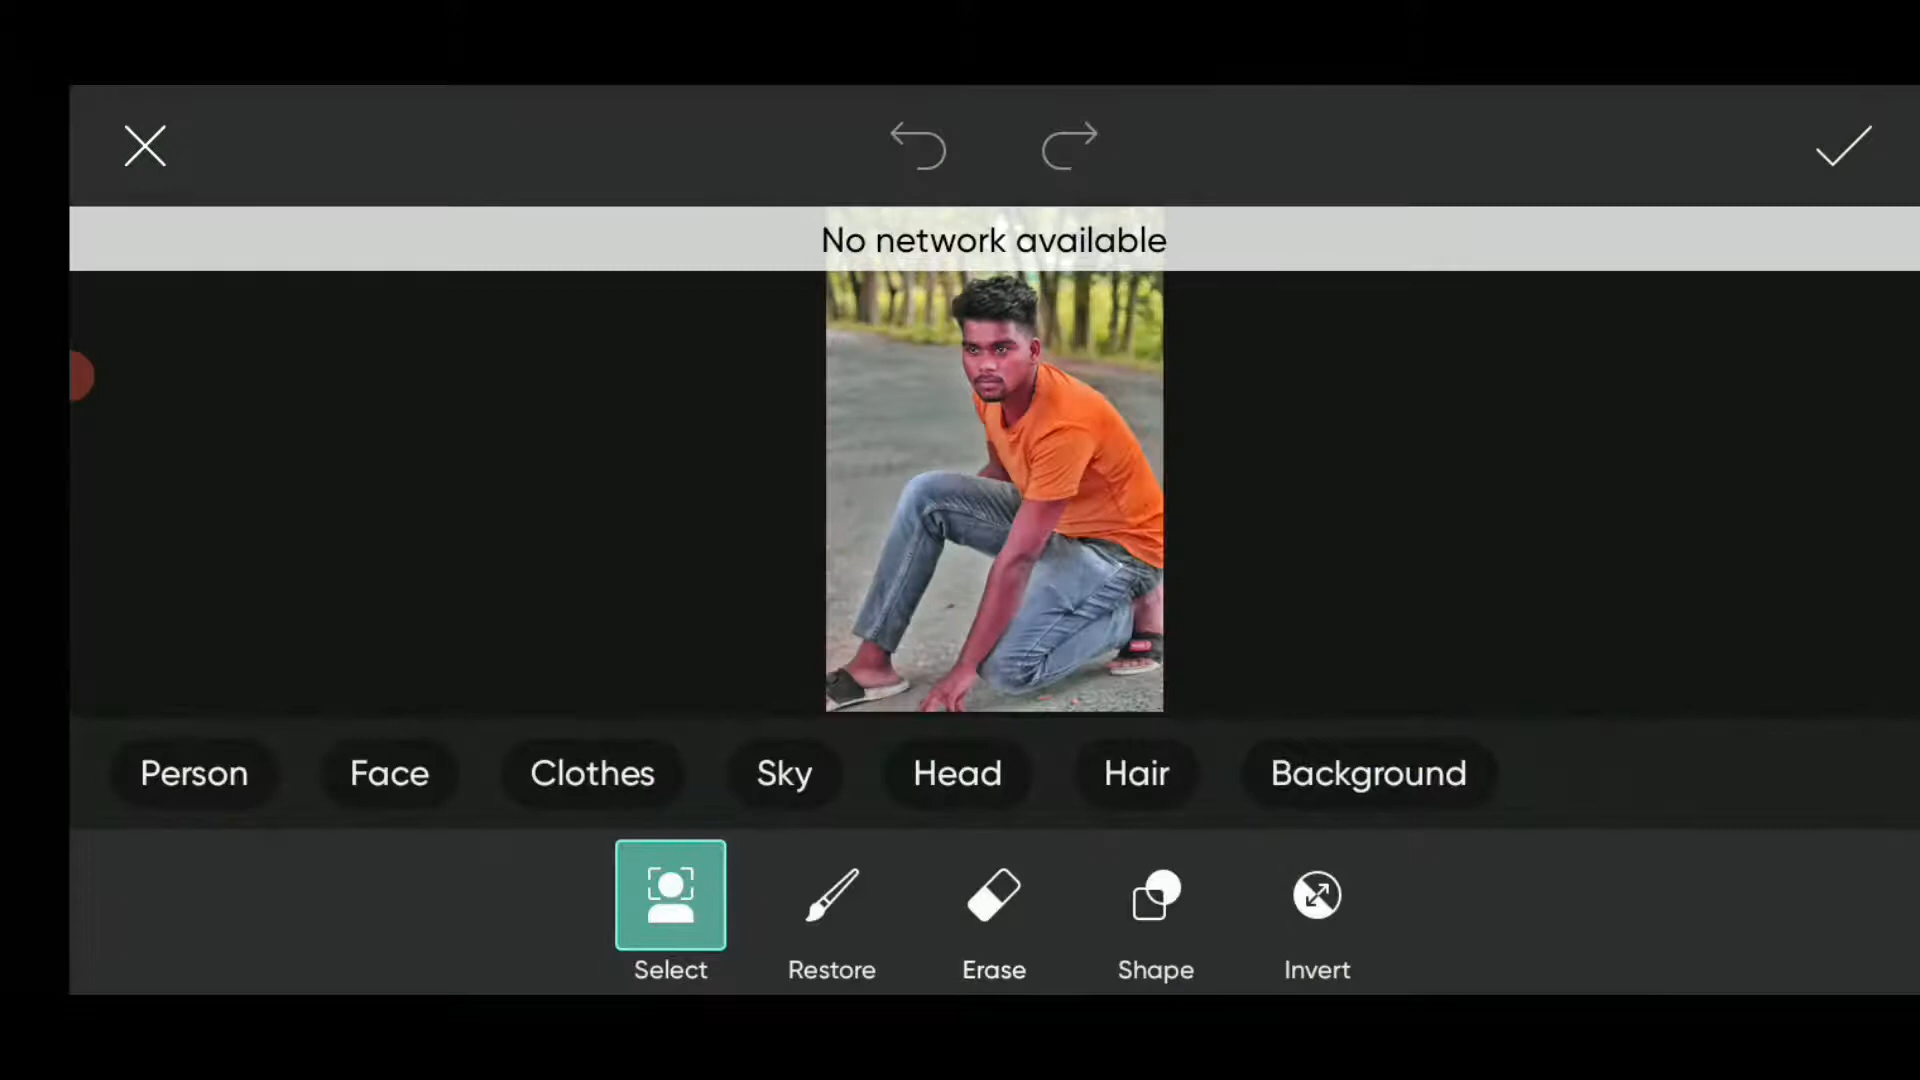 No network available
Person Face Clothes Sky Head Hair Background
Select Restore Erase Shape Invert